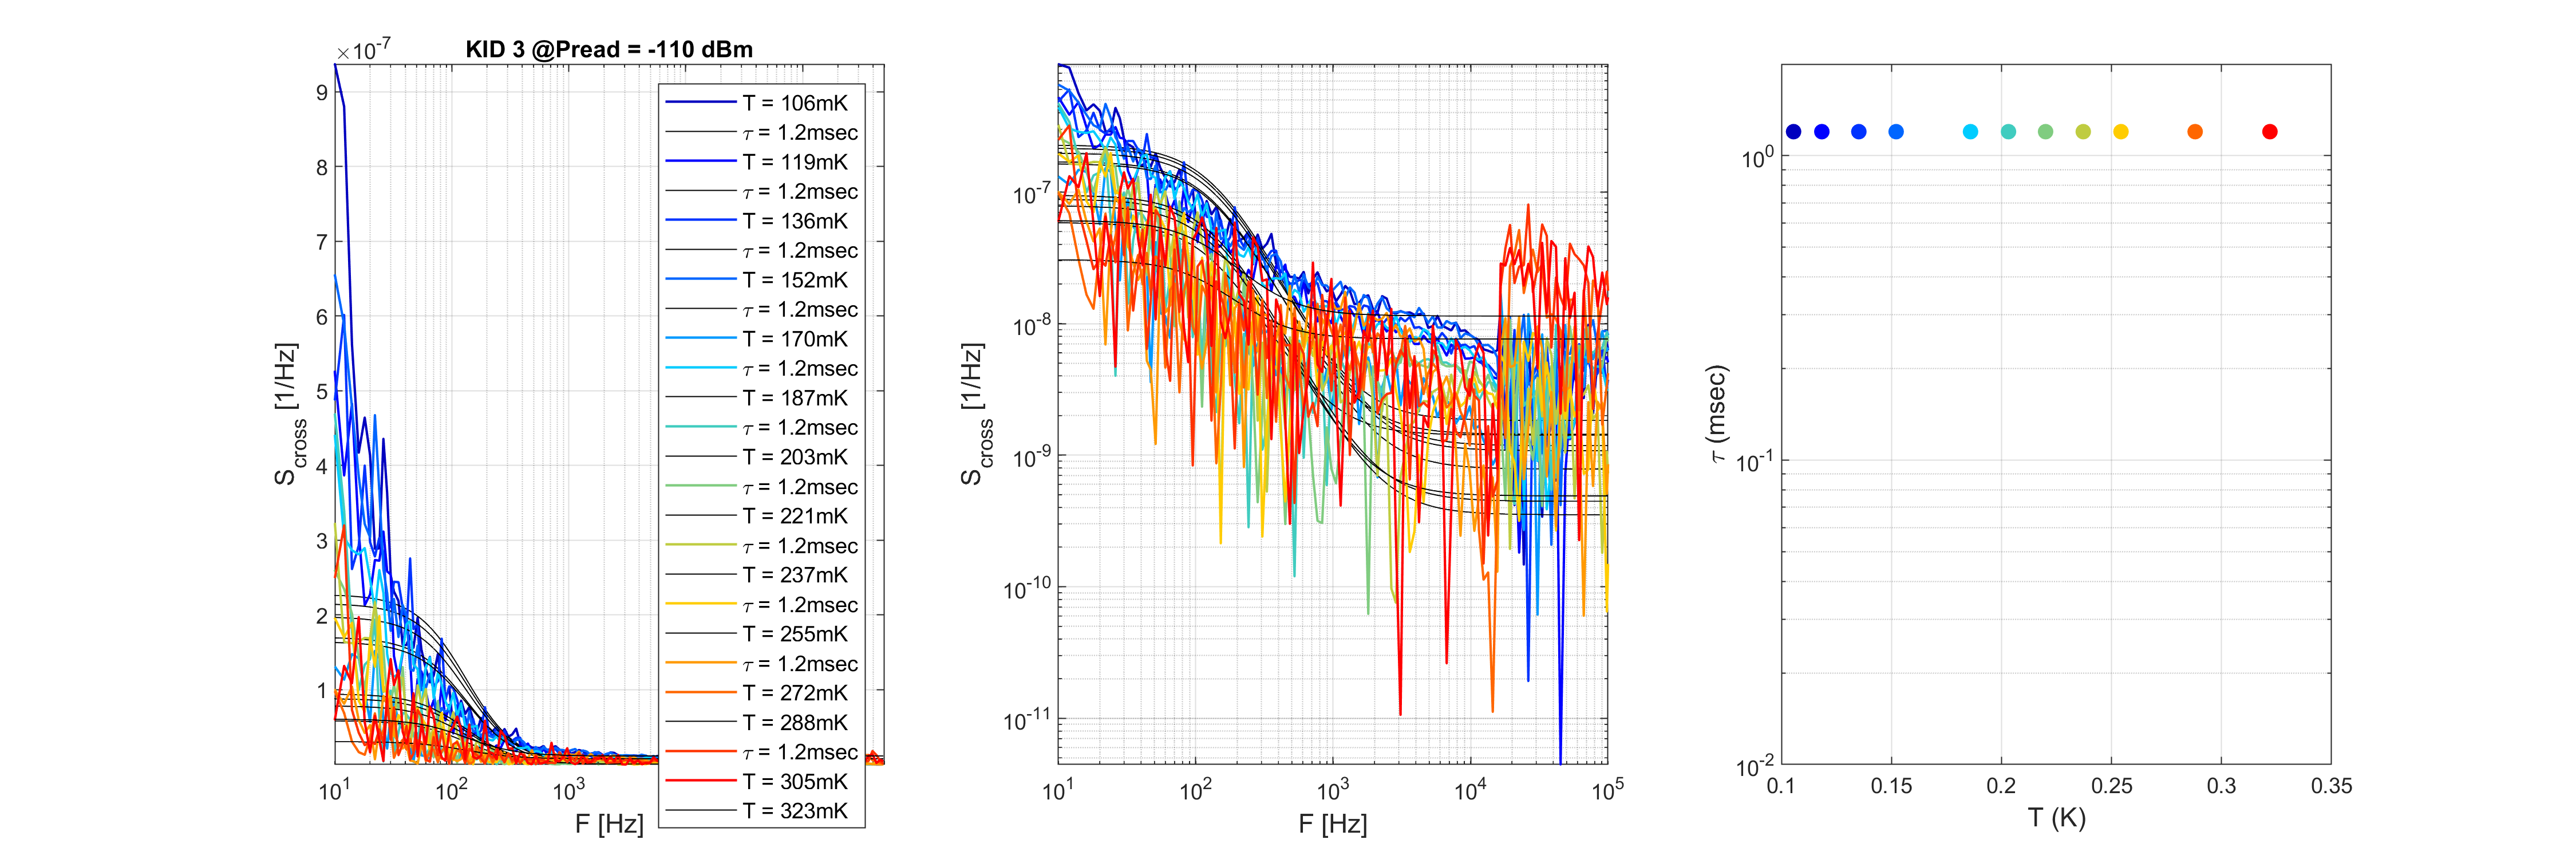 KID 3 @Pread = -110 dBm
×10⁻⁷
9
8
7
6
5
4
3
2
1
S_cross [1/Hz]
10¹ 10² 10³
F [Hz]
T = 106mK
τ = 1.2msec
T = 119mK
τ = 1.2msec
T = 136mK
τ = 1.2msec
T = 152mK
τ = 1.2msec
T = 170mK
τ = 1.2msec
T = 187mK
τ = 1.2msec
T = 203mK
τ = 1.2msec
T = 221mK
τ = 1.2msec
T = 237mK
τ = 1.2msec
T = 255mK
τ = 1.2msec
T = 272mK
T = 288mK
τ = 1.2msec
T = 305mK
T = 323mK
10⁻⁷
10⁻⁸
10⁻⁹
10⁻¹⁰
10⁻¹¹
S_cross [1/Hz]
10¹ 10² 10³ 10⁴ 10⁵
F [Hz]
10⁰
10⁻¹
10⁻²
τ (msec)
0.1 0.15 0.2 0.25 0.3 0.35
T (K)